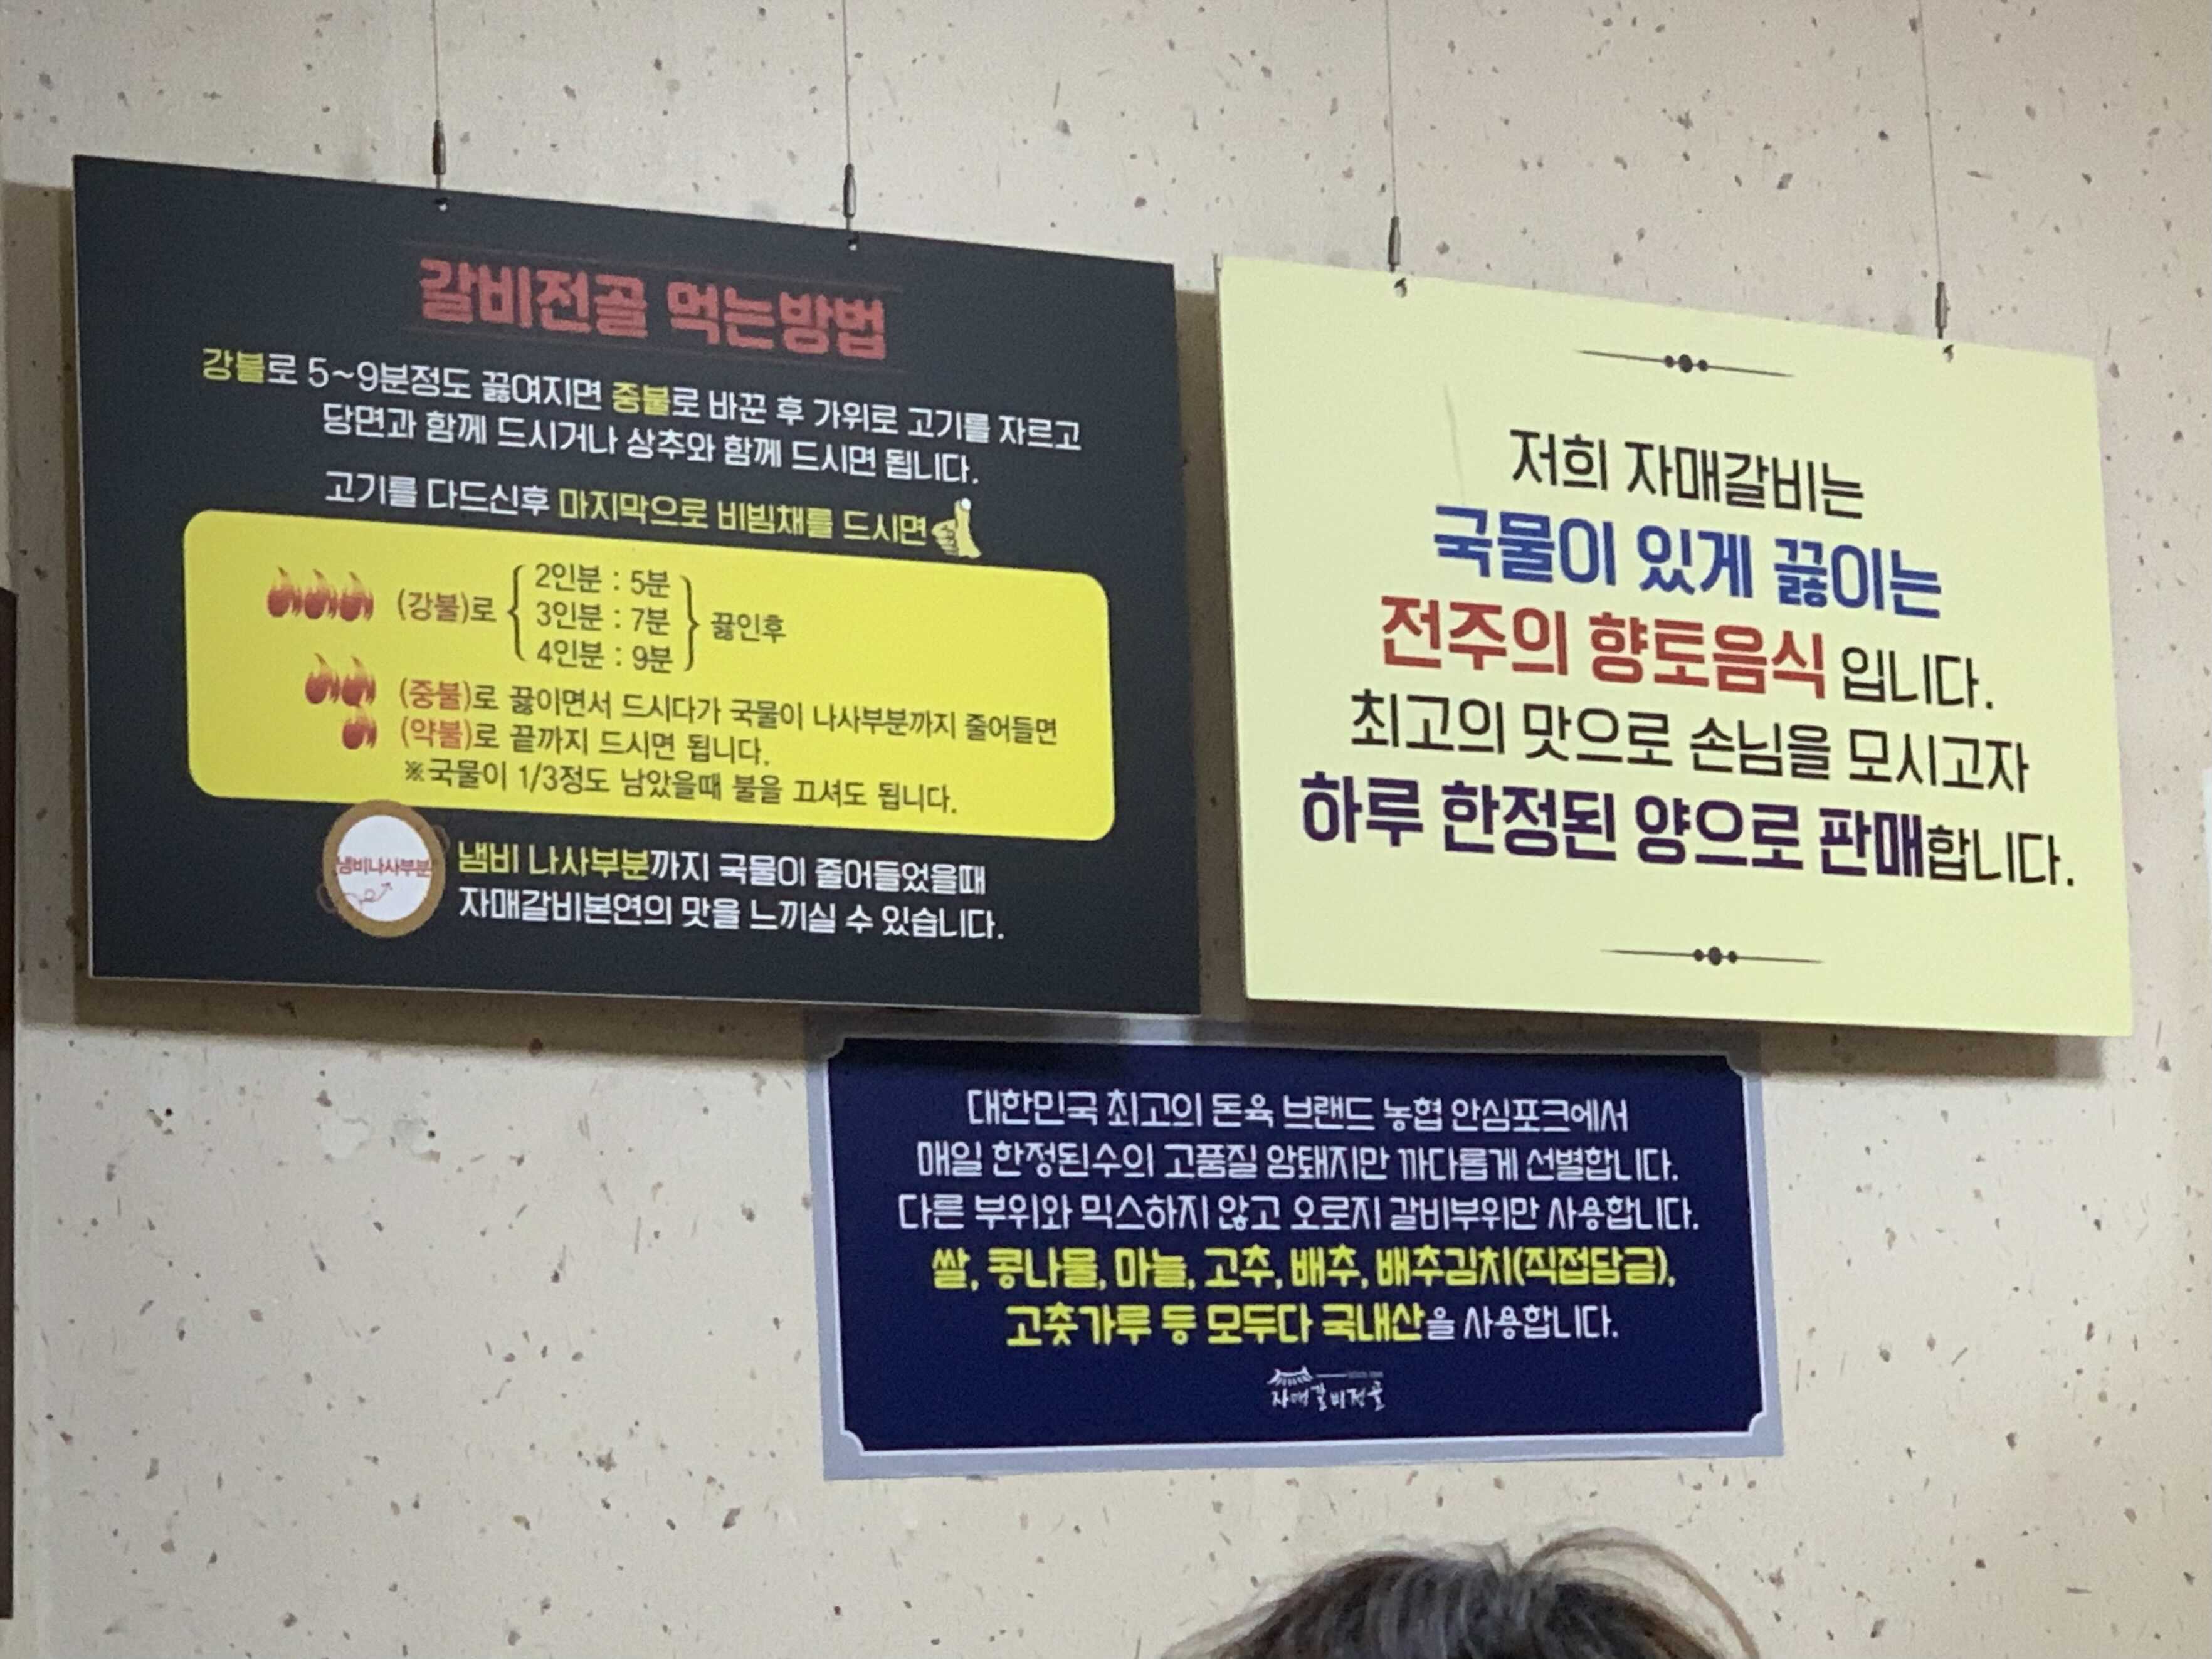 갈비전골 먹는방법
강불로 5~9분정도 끓여지면 중불로 바꾼 후 가위로 고기를 자르고
당면과 함께 드시거나 상추와 함께 드시면 됩니다.
고기를 다드신후 마지막으로 비빔채를 드시면
(강불)로
2인분 : 5분
3인분 : 7분
4인분 : 9분
끓인후
(중불)로 끓이면서 드시다가 국물이 나사부분까지 줄어들면
(약불)로 끝까지 드시면 됩니다.
※국물이 1/3정도 남았을때 불을 끄셔도 됩니다.
냄비나사부분
냄비 나사부분까지 국물이 줄어들었을때
자매갈비본연의 맛을 느끼실 수 있습니다.
저희 자매갈비는
국물이 있게 끓이는
전주의 향토음식 입니다.
최고의 맛으로 손님을 모시고자
하루 한정된 양으로 판매합니다.
대한민국 최고의 돈육 브랜드 농협 안심포크에서
매일 한정된수의 고품질 암퇘지만 까다롭게 선별합니다.
다른 부위와 믹스하지 않고 오로지 갈비부위만 사용합니다.
쌀, 콩나물, 마늘, 고추, 배추, 배추김치(직접담금),
고춧가루 등 모두다 국내산을 사용합니다.
자매갈비전골